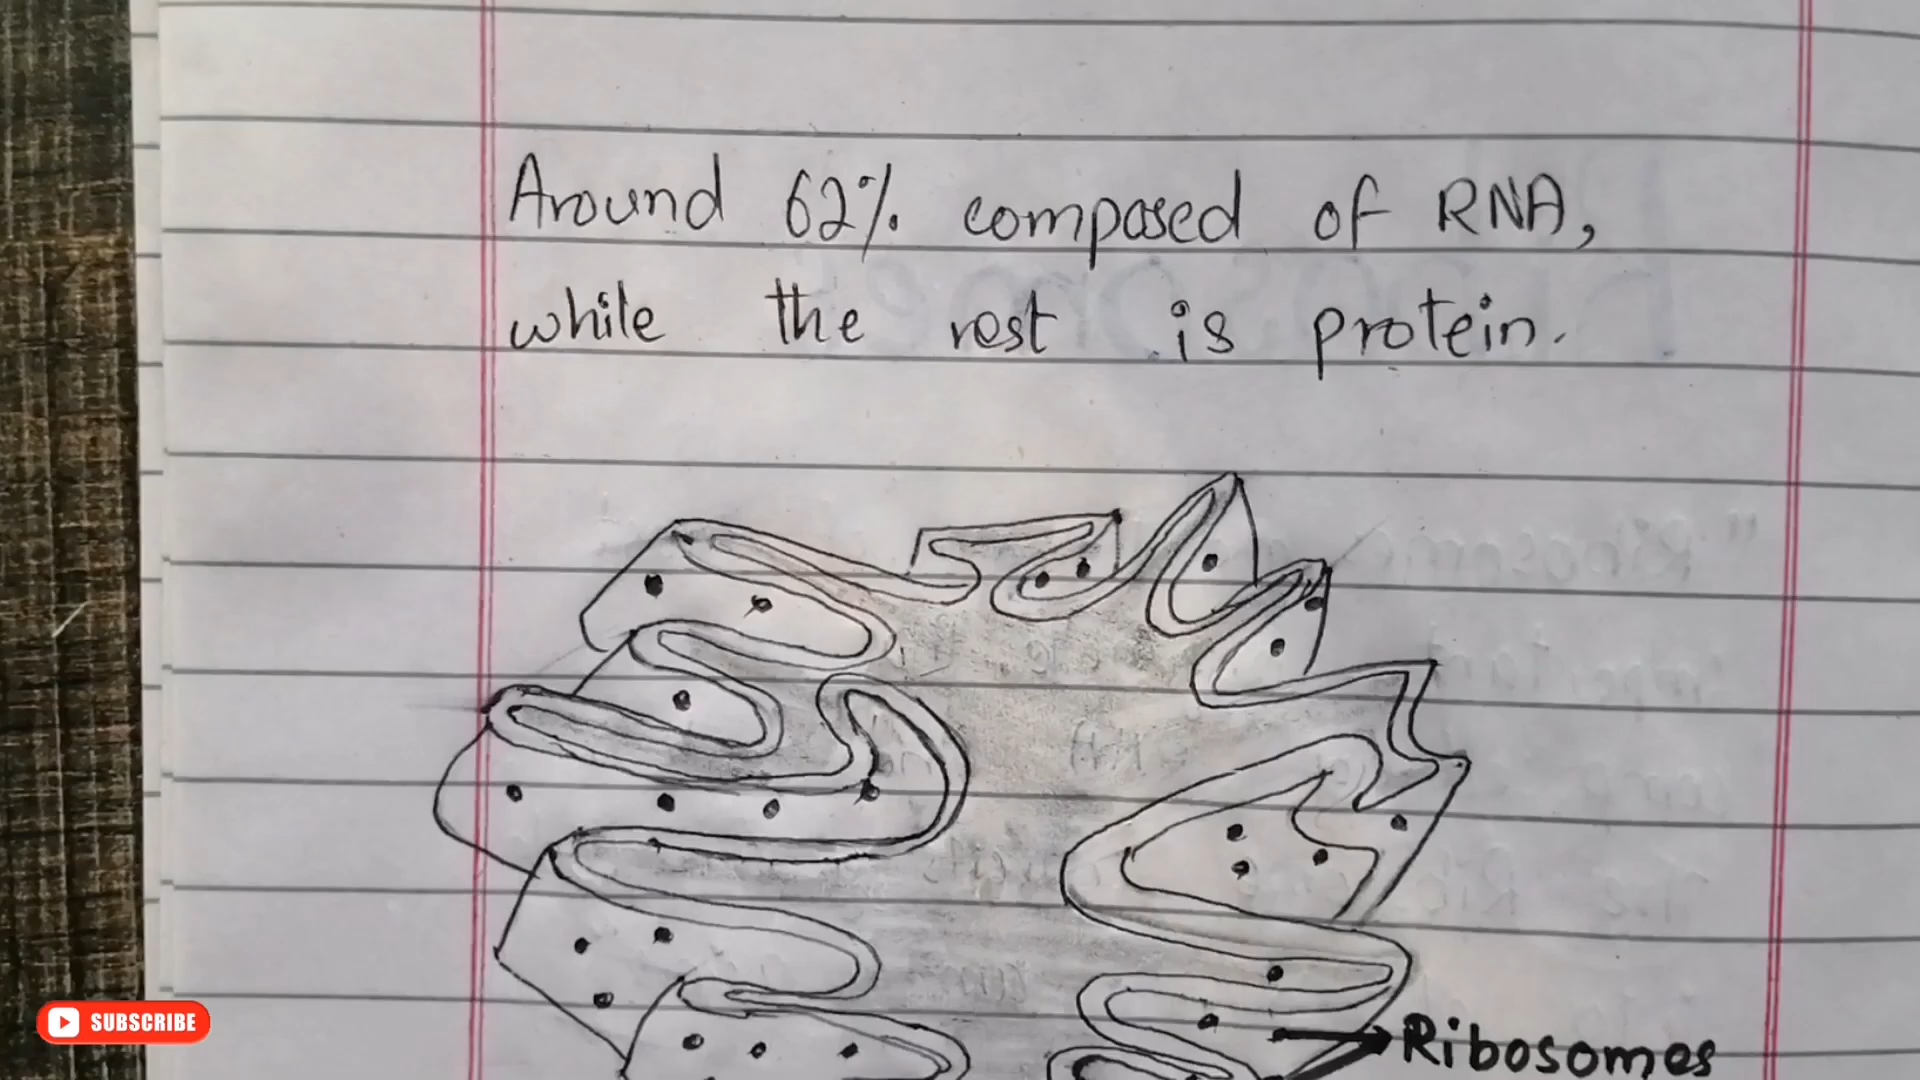 Around 62% composed of RNA,
while the rest is protein.
Ribosomes
SUBSCRIBE